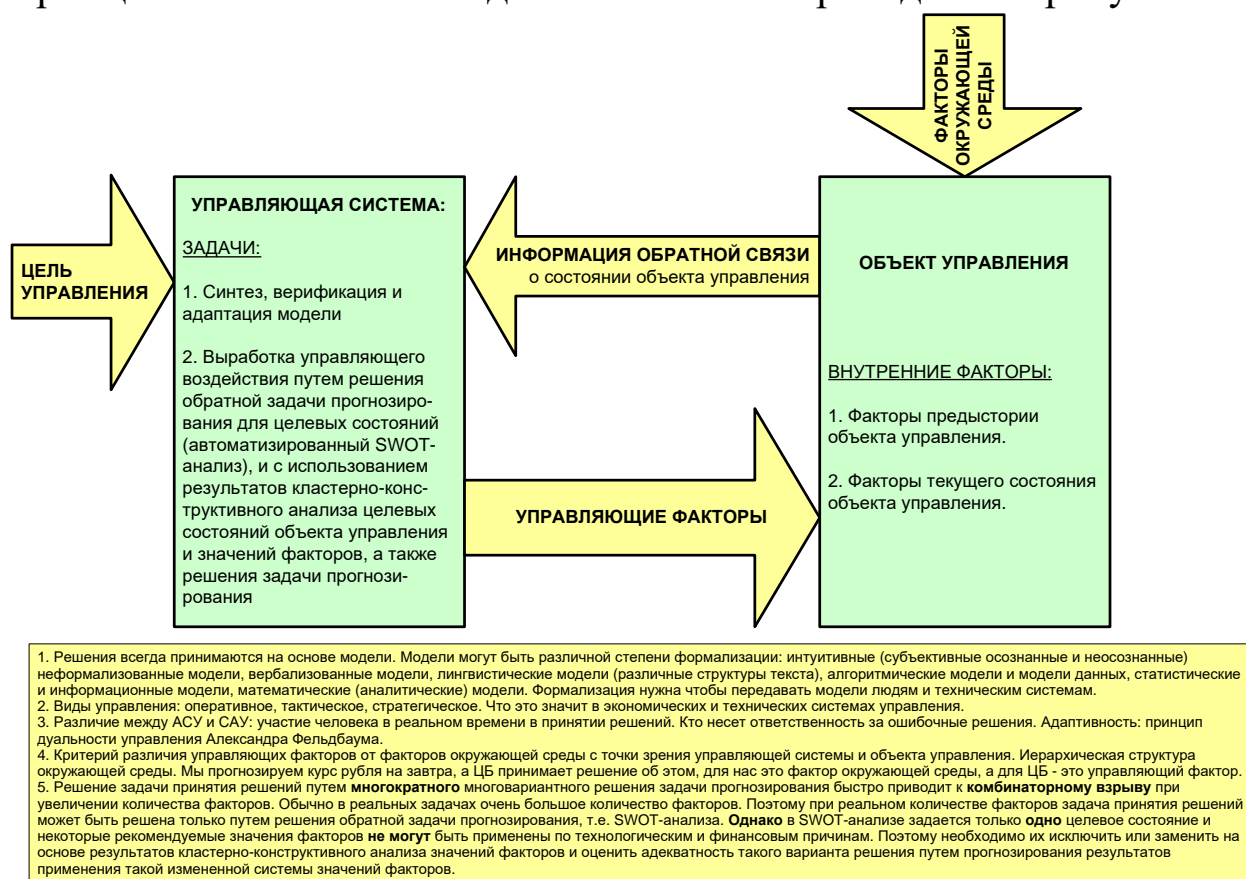 ФАКТОРЫ
ОКРУЖАЮЩЕЙ
СРЕДЫ
ЦЕЛЬ
УПРАВЛЕНИЯ
УПРАВЛЯЮЩАЯ СИСТЕМА:
ЗАДАЧИ:
1. Синтез, верификация и
адаптация модели
2. Выработка управляющего
воздействия путем решения
обратной задачи прогнозиро-
вания для целевых состояний
(автоматизированный SWOT-
анализ), и с использованием
результатов кластерно-конс-
труктивного анализа целевых
состояний объекта управления
и значений факторов, а также
решения задачи прогнози-
рования
ИНФОРМАЦИЯ ОБРАТНОЙ СВЯЗИ
о состоянии объекта управления
УПРАВЛЯЮЩИЕ ФАКТОРЫ
ОБЪЕКТ УПРАВЛЕНИЯ
ВНУТРЕННИЕ ФАКТОРЫ:
1. Факторы предыстории
объекта управления.
2. Факторы текущего состояния
объекта управления.
1. Решения всегда принимаются на основе модели. Модели могут быть различной степени формализации: интуитивные (субъективные осознанные и неосознанные)
неформализованные модели, вербализованные модели, лингвистические модели (различные структуры текста), алгоритмические модели и модели данных, статистические
и информационные модели, математические (аналитические) модели. Формализация нужна чтобы передавать модели людям и техническим системам.
2. Виды управления: оперативное, тактическое, стратегическое. Что это значит в экономических и технических системах управления.
3. Различие между АСУ и САУ: участие человека в реальном времени в принятии решений. Кто несет ответственность за ошибочные решения. Адаптивность: принцип
дуальности управления Александра Фельдбаума.
4. Критерий различия управляющих факторов от факторов окружающей среды с точки зрения управляющей системы и объекта управления. Иерархическая структура
окружающей среды. Мы прогнозируем курс рубля на завтра, а ЦБ принимает решение об этом, для нас это фактор окружающей среды, а для ЦБ - это управляющий фактор.
5. Решение задачи принятия решений путем многократного многовариантного решения задачи прогнозирования быстро приводит к комбинаторному взрыву при
увеличении количества факторов. Обычно в реальных задачах очень большое количество факторов. Поэтому при реальном количестве факторов задача принятия решений
может быть решена только путем решения обратной задачи прогнозирования, т.е. SWOT-анализа. Однако в SWOT-анализе задается только одно целевое состояние и
некоторые рекомендуемые значения факторов не могут быть применены по технологическим и финансовым причинам. Поэтому необходимо их исключить или заменить на
основе результатов кластерно-конструктивного анализа значений факторов и оценить адекватность такого варианта решения путем прогнозирования результатов
применения такой измененной системы значений факторов.